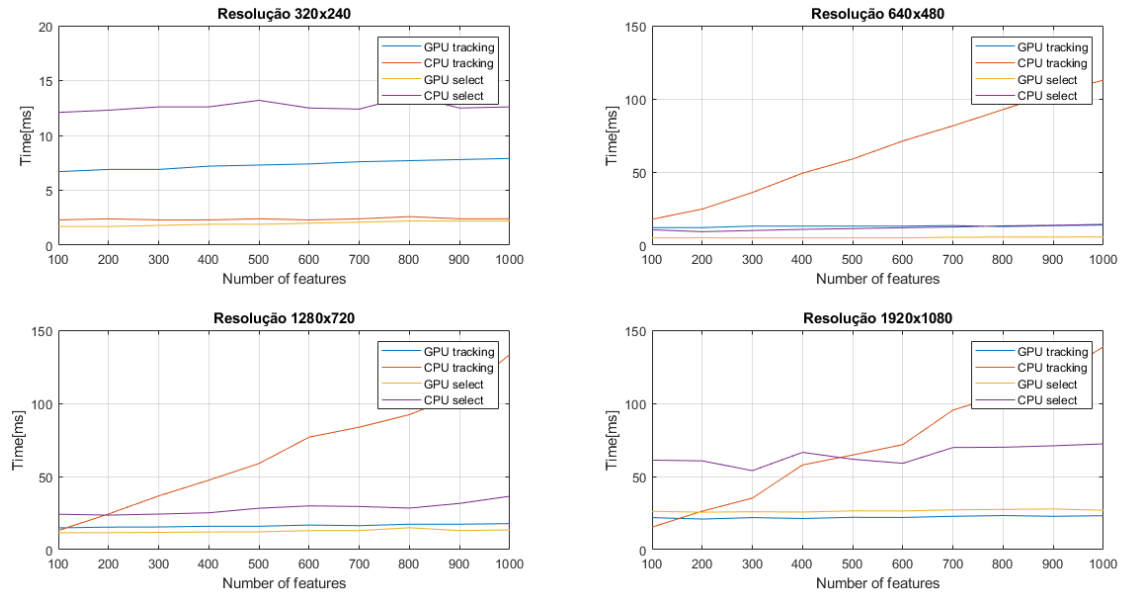 Resolução 320x240
20
15
10
5
0
Time[ms]
GPU tracking
CPU tracking
GPU select
CPU select
100 200 300 400 500 600 700 800 900 1000
Number of features
Resolução 640x480
150
100
50
0
Time[ms]
GPU tracking
CPU tracking
GPU select
CPU select
100 200 300 400 500 600 700 800 900 1000
Number of features
Resolução 1280x720
150
100
50
0
Time[ms]
GPU tracking
CPU tracking
GPU select
CPU select
100 200 300 400 500 600 700 800 900 1000
Number of features
Resolução 1920x1080
150
100
50
0
Time[ms]
GPU tracking
CPU tracking
GPU select
CPU select
100 200 300 400 500 600 700 800 900 1000
Number of features